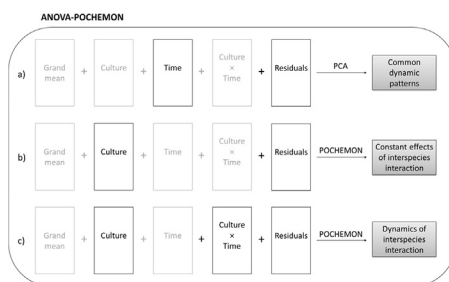 ANOVA-POCHEMON
a) Grand mean + Culture + Time + Culture × Time + Residuals PCA Common dynamic patterns
b) Grand mean + Culture + Time + Culture × Time + Residuals POCHEMON Constant effects of interspecies interaction
c) Grand mean + Culture + Time + Culture × Time + Residuals POCHEMON Dynamics of interspecies interaction